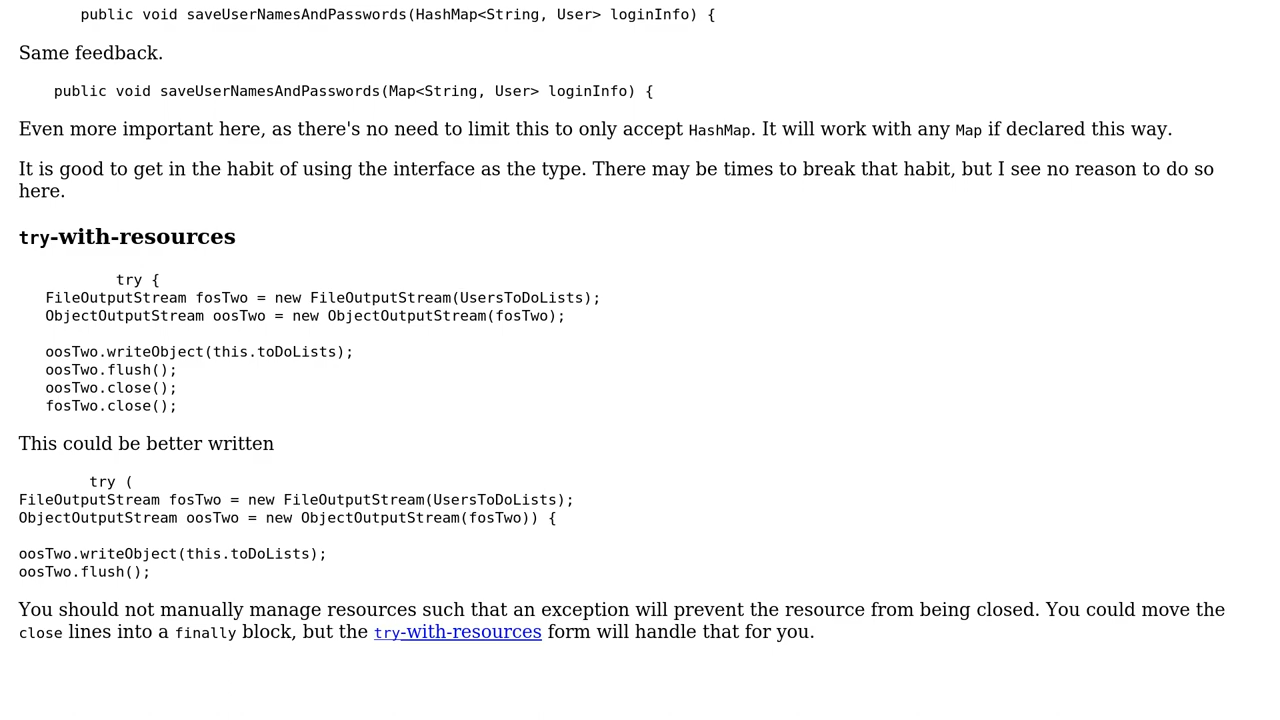 public void saveUserNamesAndPasswords(HashMap<String, User> loginInfo) {
Same feedback.
public void saveUserNamesAndPasswords(Map<String, User> loginInfo) {
Even more important here, as there's no need to limit this to only accept HashMap. It will work with any Map if declared this way.
It is good to get in the habit of using the interface as the type. There may be times to break that habit, but I see no reason to do so
here.
try-with-resources
try {
FileOutputStream fosTwo = new FileOutputStream(UsersToDoLists);
ObjectOutputStream oosTwo = new ObjectOutputStream(fosTwo);
oosTwo.writeObject(this.toDoLists);
oosTwo.flush();
oosTwo.close();
fosTwo.close();
This could be better written
try (
FileOutputStream fosTwo = new FileOutputStream(UsersToDoLists);
ObjectOutputStream oosTwo = new ObjectOutputStream(fosTwo)) {
oosTwo.writeObject(this.toDoLists);
oosTwo.flush();
You should not manually manage resources such that an exception will prevent the resource from being closed. You could move the
close lines into a finally block, but the try-with-resources form will handle that for you.